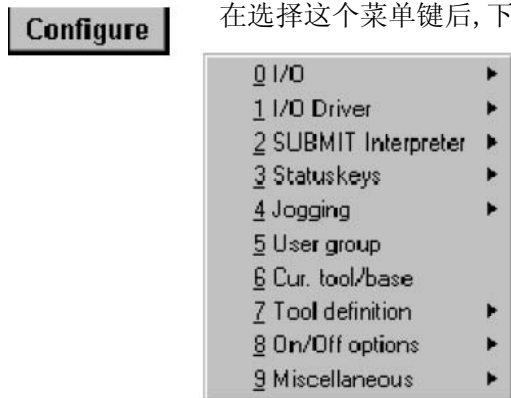 Configure
在选择这个菜单键后,下
0 I/O
1 I/O Driver
2 SUBMIT Interpreter
3 Statuskeys
4 Jogging
5 User group
6 Cur. tool/base
7 Tool definition
8 On/Off options
9 Miscellaneous